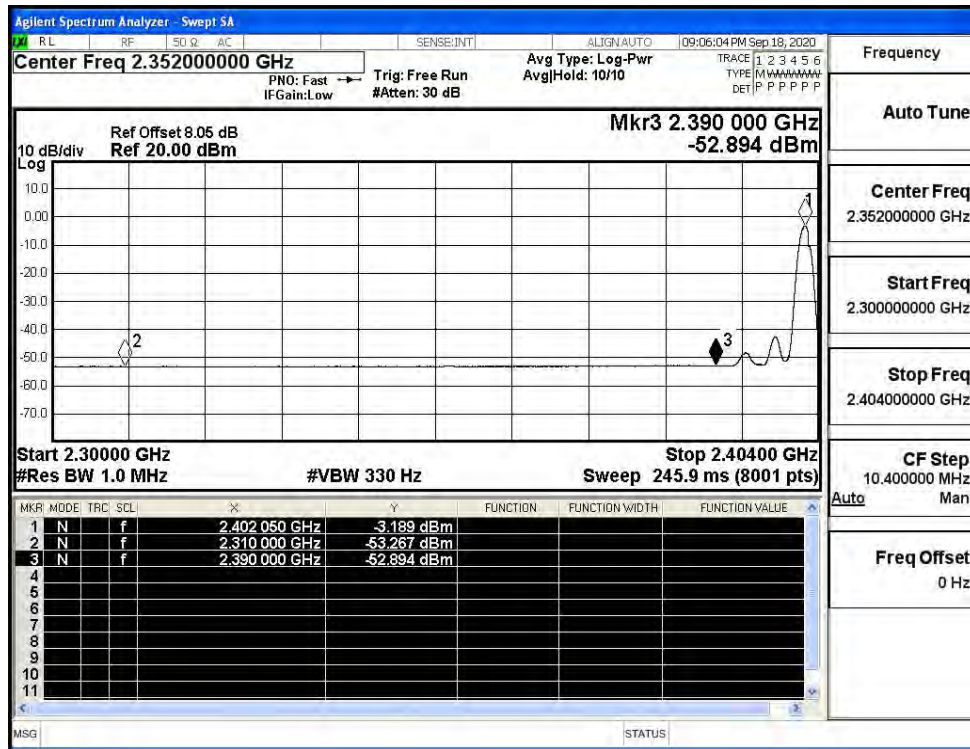 Agilent Spectrum Analyzer - Swept SA
LXI RL RF 50 Ω AC SENSE:INT ALIGNAUTO 09:06:04 PM Sep 18, 2020
Center Freq 2.352000000 GHz
PNO: Fast
IFGain:Low
Trig: Free Run
#Atten: 30 dB
Avg Type: Log-Pwr
Avg|Hold: 10/10
TRACE 1 2 3 4 5 6
TYPE MWWWWW
DET P P P P P P
Mkr3 2.390 000 GHz
-52.894 dBm
Ref Offset 8.05 dB
10 dB/div Ref 20.00 dBm
Log
10.0
0.00
-10.0
-20.0
-30.0
-40.0
-50.0
-60.0
-70.0
1
2
3
Start 2.30000 GHz Stop 2.40400 GHz
#Res BW 1.0 MHz #VBW 330 Hz Sweep 245.9 ms (8001 pts)
MKR MODE TRC SCL X Y FUNCTION FUNCTION WIDTH FUNCTION VALUE
1 N f 2.402 050 GHz -3.189 dBm
2 N f 2.310 000 GHz -53.267 dBm
3 N f 2.390 000 GHz -52.894 dBm
4
5
6
7
8
9
10
11
MSG STATUS
Frequency
Auto Tune
Center Freq
2.352000000 GHz
Start Freq
2.300000000 GHz
Stop Freq
2.404000000 GHz
CF Step
10.400000 MHz
Auto Man
Freq Offset
0 Hz